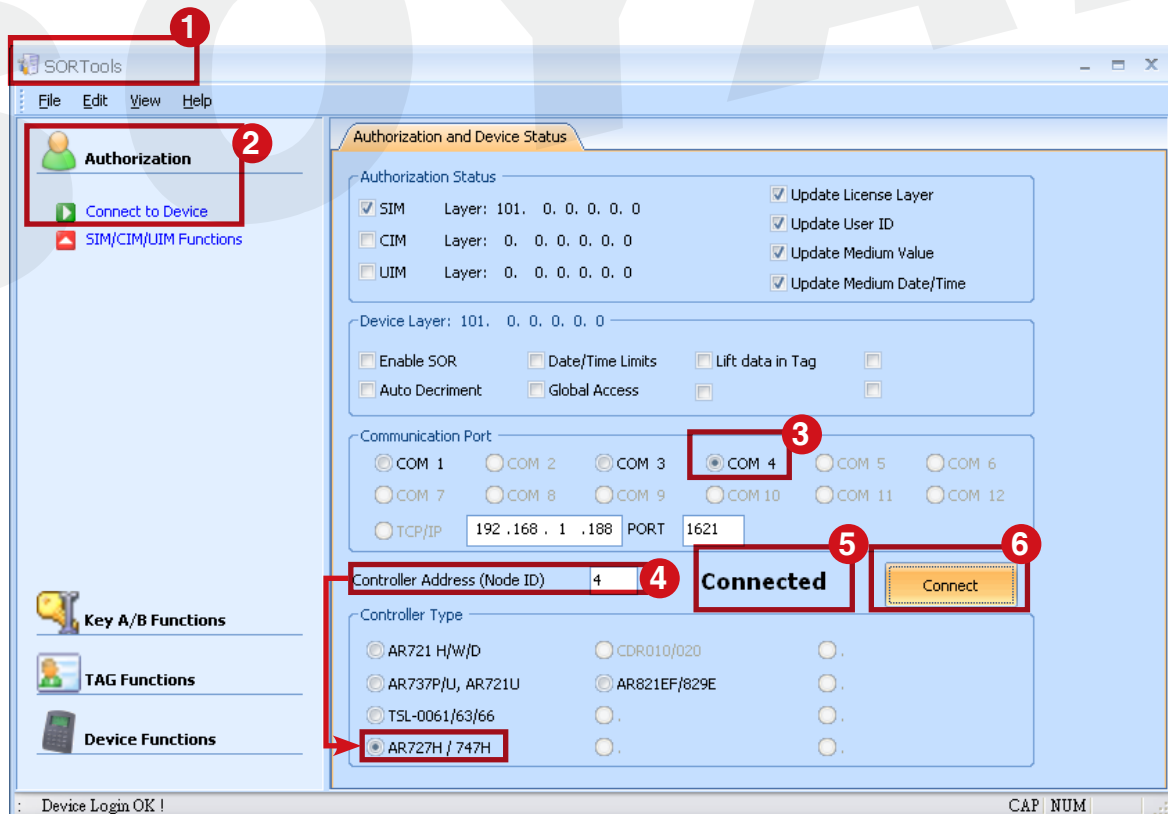 1
SORTools
File Edit View Help
2
Authorization
Connect to Device
SIM/CIM/UIM Functions
Key A/B Functions
TAG Functions
Device Functions
Authorization and Device Status
Authorization Status
SIM Layer: 101. 0. 0. 0. 0. 0
CIM Layer: 0. 0. 0. 0. 0. 0
UIM Layer: 0. 0. 0. 0. 0. 0
Update License Layer
Update User ID
Update Medium Value
Update Medium Date/Time
Device Layer: 101. 0. 0. 0. 0. 0
Enable SOR Date/Time Limits Lift data in Tag
Auto Decriment Global Access
Communication Port
3
COM 1 COM 2 COM 3 COM 4 COM 5 COM 6
COM 7 COM 8 COM 9 COM 10 COM 11 COM 12
TCP/IP 192 .168 . 1 .188 PORT 1621
Controller Address (Node ID) 4 4
5
Connected
6
Connect
Controller Type
AR721 H/W/D CDR010/020 .
AR737P/U, AR721U AR821EF/829E .
TSL-0061/63/66 . .
AR727H / 747H . .
: Device Login OK ! CAP NUM